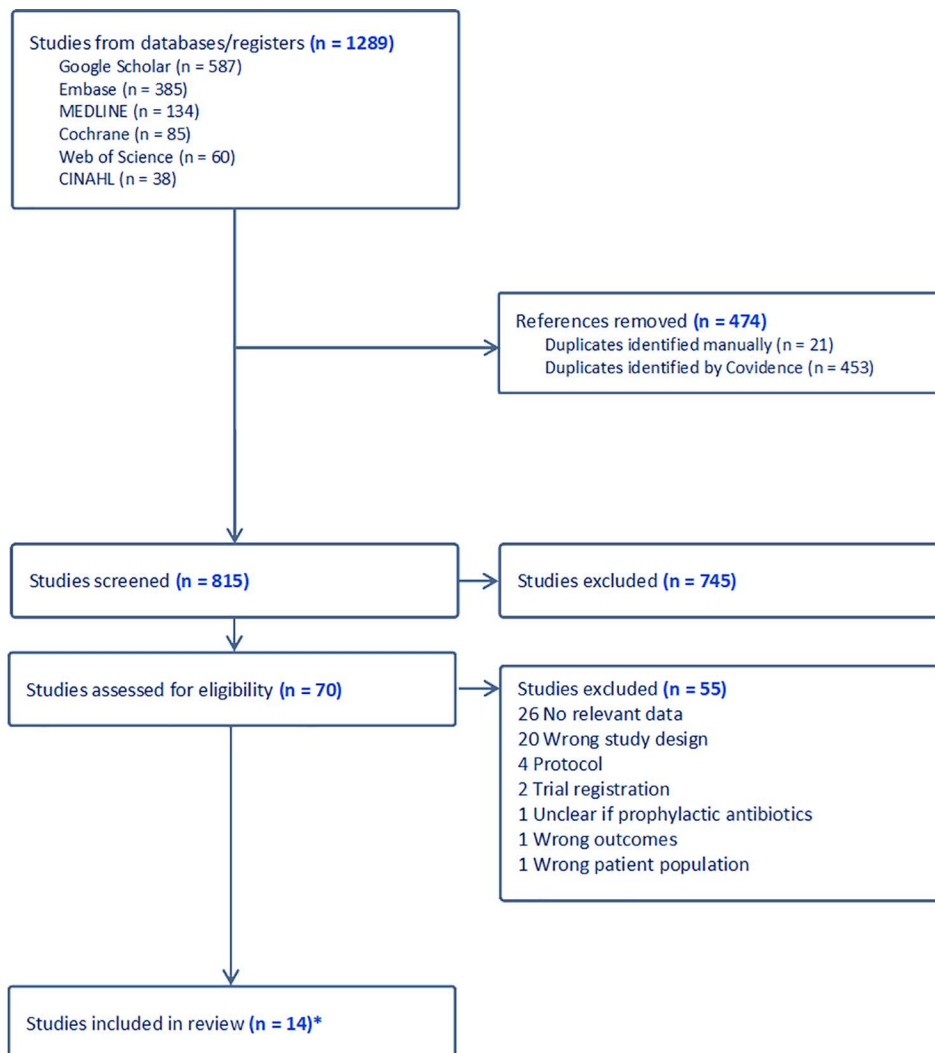 Studies from databases/registers (n = 1289)
Google Scholar (n = 587)
Embase (n = 385)
MEDLINE (n = 134)
Cochrane (n = 85)
Web of Science (n = 60)
CINAHL (n = 38)
References removed (n = 474)
Duplicates identified manually (n = 21)
Duplicates identified by Covidence (n = 453)
Studies screened (n = 815)
Studies excluded (n = 745)
Studies assessed for eligibility (n = 70)
Studies excluded (n = 55)
26 No relevant data
20 Wrong study design
4 Protocol
2 Trial registration
1 Unclear if prophylactic antibiotics
1 Wrong outcomes
1 Wrong patient population
Studies included in review (n = 14)*